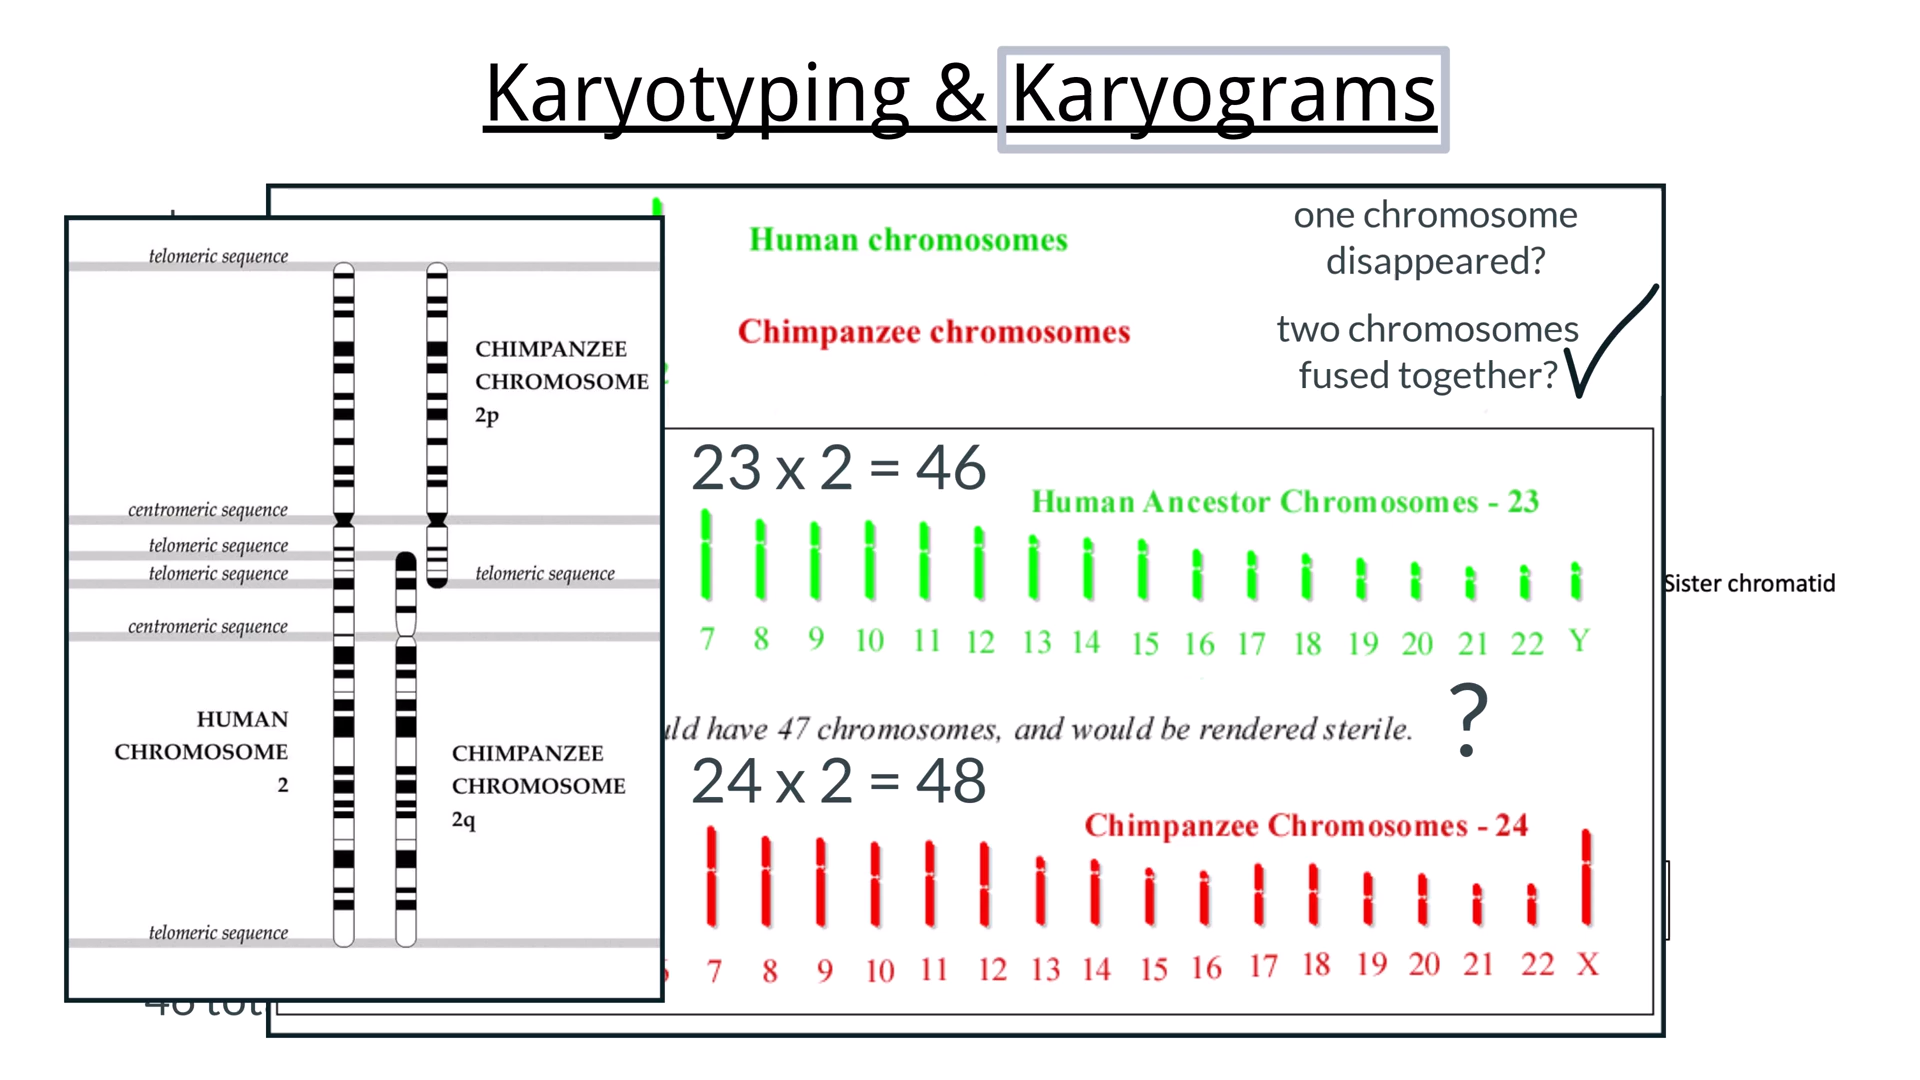 Karyotyping & Karyograms
telomeric sequence
CHIMPANZEE
CHROMOSOME
2p
centromeric sequence
telomeric sequence
telomeric sequence
telomeric sequence
centromeric sequence
HUMAN
CHROMOSOME
2
CHIMPANZEE
CHROMOSOME
2q
telomeric sequence
Human chromosomes
Chimpanzee chromosomes
one chromosome
disappeared?
two chromosomes
fused together?
23 x 2 = 46
Human Ancestor Chromosomes - 23
7 8 9 10 11 12 13 14 15 16 17 18 19 20 21 22 Y
have 47 chromosomes, and would be rendered sterile.
?
24 x 2 = 48
Chimpanzee Chromosomes - 24
7 8 9 10 11 12 13 14 15 16 17 18 19 20 21 22 X
Sister chromatid